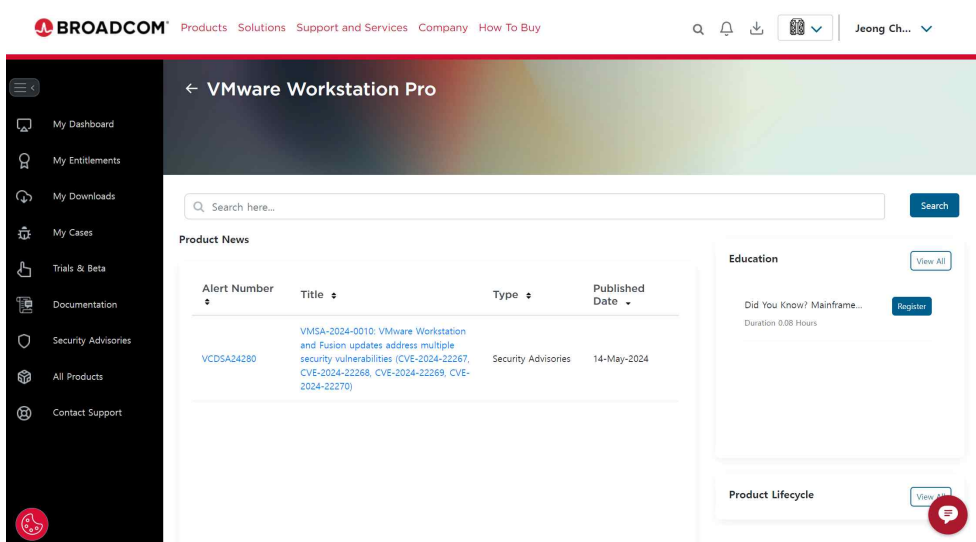 BROADCOM
Products Solutions Support and Services Company How To Buy
Jeong Ch...
← VMware Workstation Pro
My Dashboard
My Entitlements
My Downloads
My Cases
Trials & Beta
Documentation
Security Advisories
All Products
Contact Support
Search here...
Search
Product News
Alert Number
Title
Type
Published
Date
VCDSA24280
VMSA-2024-0010: VMware Workstation
and Fusion updates address multiple
security vulnerabilities (CVE-2024-22267,
CVE-2024-22268, CVE-2024-22269, CVE-
2024-22270)
Security Advisories
14-May-2024
Education
View All
Did You Know? Mainframe...
Register
Duration 0.08 Hours
Product Lifecycle
View All